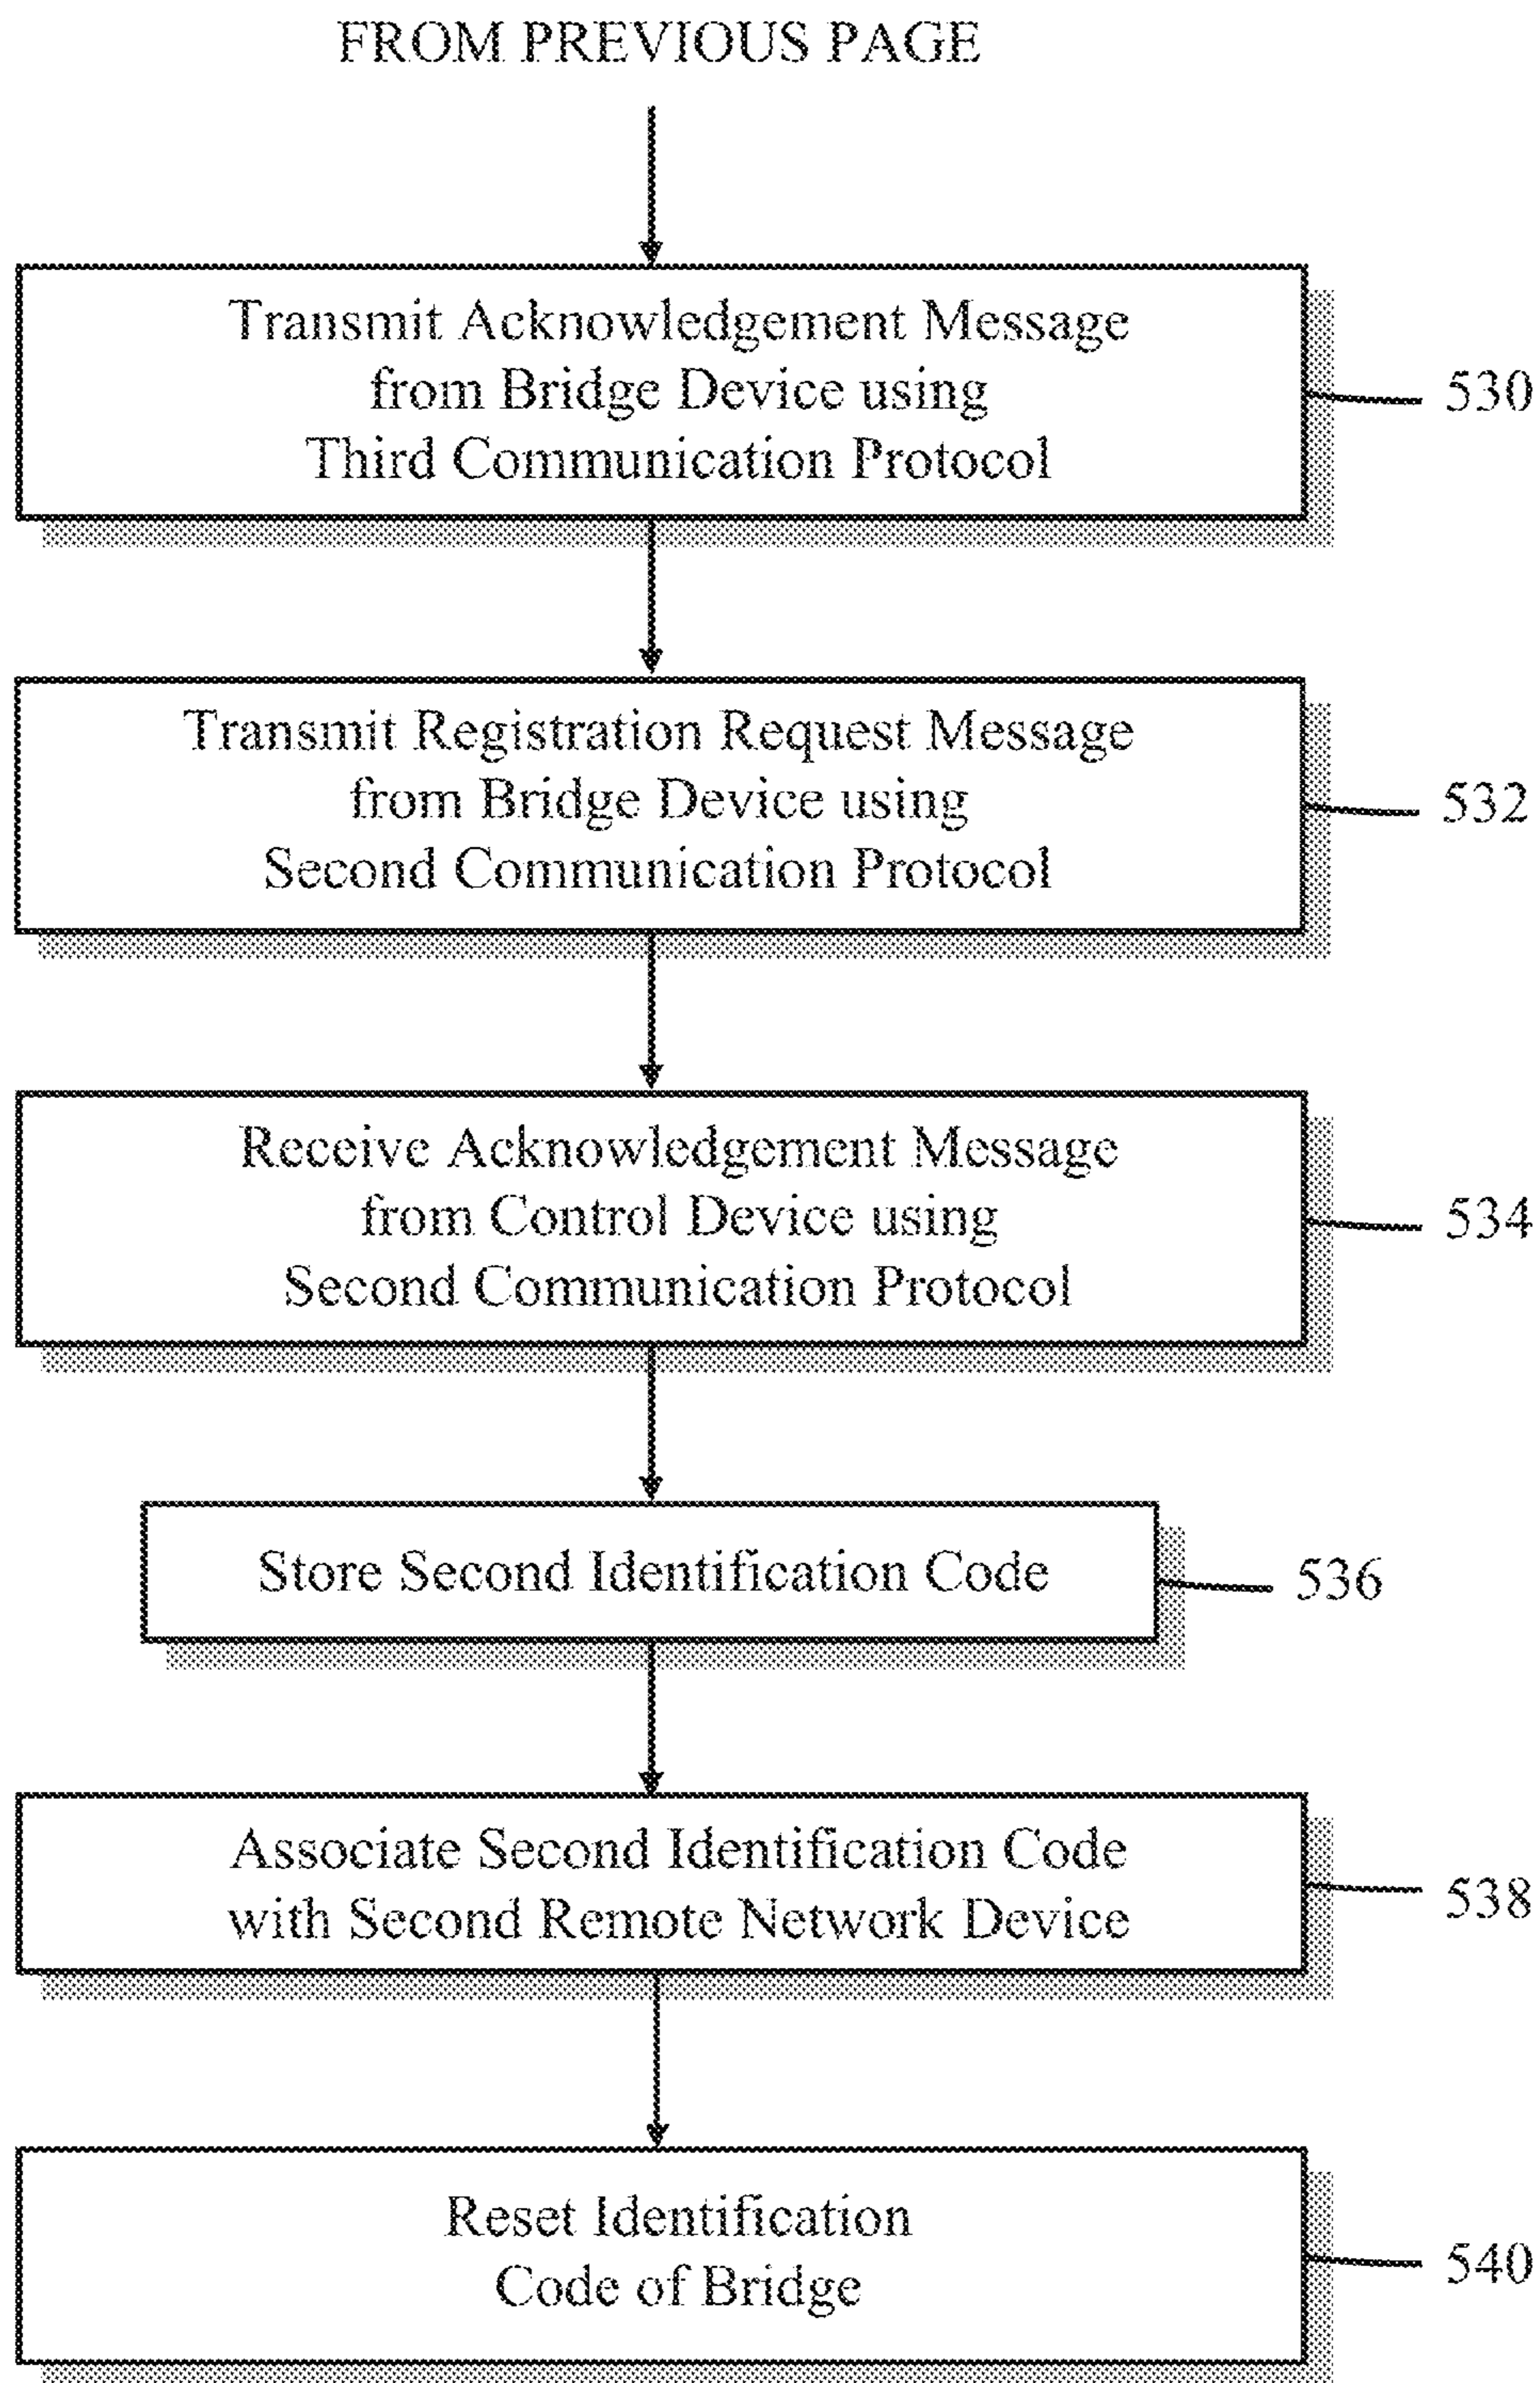 FROM PREVIOUS PAGE
Transmit Acknowledgement Message
from Bridge Device using
Third Communication Protocol
530
Transmit Registration Request Message
from Bridge Device using
Second Communication Protocol
532
Receive Acknowledgement Message
from Control Device using
Second Communication Protocol
534
Store Second Identification Code
536
Associate Second Identification Code
with Second Remote Network Device
538
Reset Identification
Code of Bridge
540